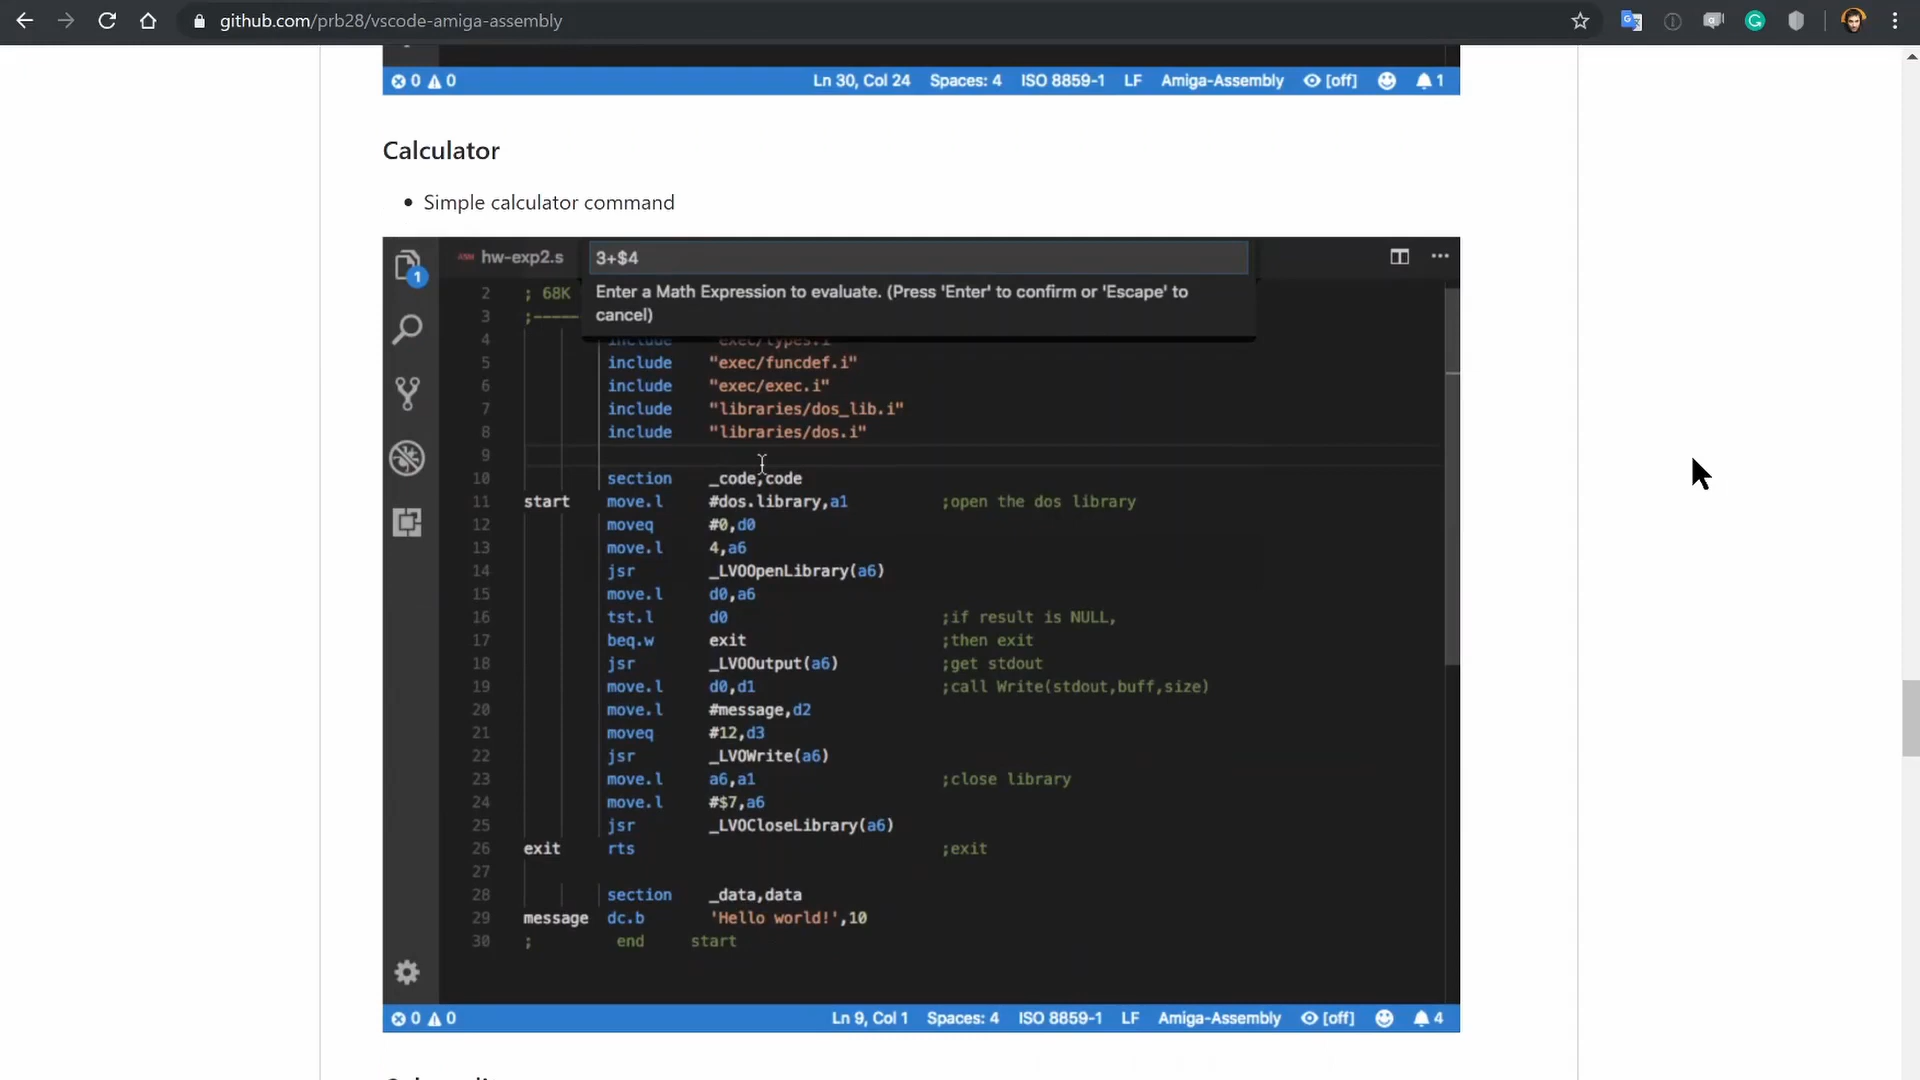 github.com/prb28/vscode-amiga-assembly
0 0 Ln 30, Col 24 Spaces: 4 ISO 8859-1 LF Amiga-Assembly [off] 1
Calculator
• Simple calculator command
1 hw-exp2.s 3+$4
Enter a Math Expression to evaluate. (Press 'Enter' to confirm or 'Escape' to
cancel)
2 ; 68K
3 ;-----
4 include "exec/types.i"
5 include "exec/funcdef.i"
6 include "exec/exec.i"
7 include "libraries/dos_lib.i"
8 include "libraries/dos.i"
9
10 section _code,code
11 start move.l #dos.library,a1 ;open the dos library
12 moveq #0,d0
13 move.l 4,a6
14 jsr _LVOOpenLibrary(a6)
15 move.l d0,a6
16 tst.l d0 ;if result is NULL,
17 beq.w exit ;then exit
18 jsr _LVOOutput(a6) ;get stdout
19 move.l d0,d1 ;call Write(stdout,buff,size)
20 move.l #message,d2
21 moveq #12,d3
22 jsr _LVOWrite(a6)
23 move.l a6,a1 ;close library
24 move.l #$7,a6
25 jsr _LVOCloseLibrary(a6)
26 exit rts ;exit
27
28 section _data,data
29 message dc.b 'Hello world!',10
30 ; end start
0 0 Ln 9, Col 1 Spaces: 4 ISO 8859-1 LF Amiga-Assembly [off] 4